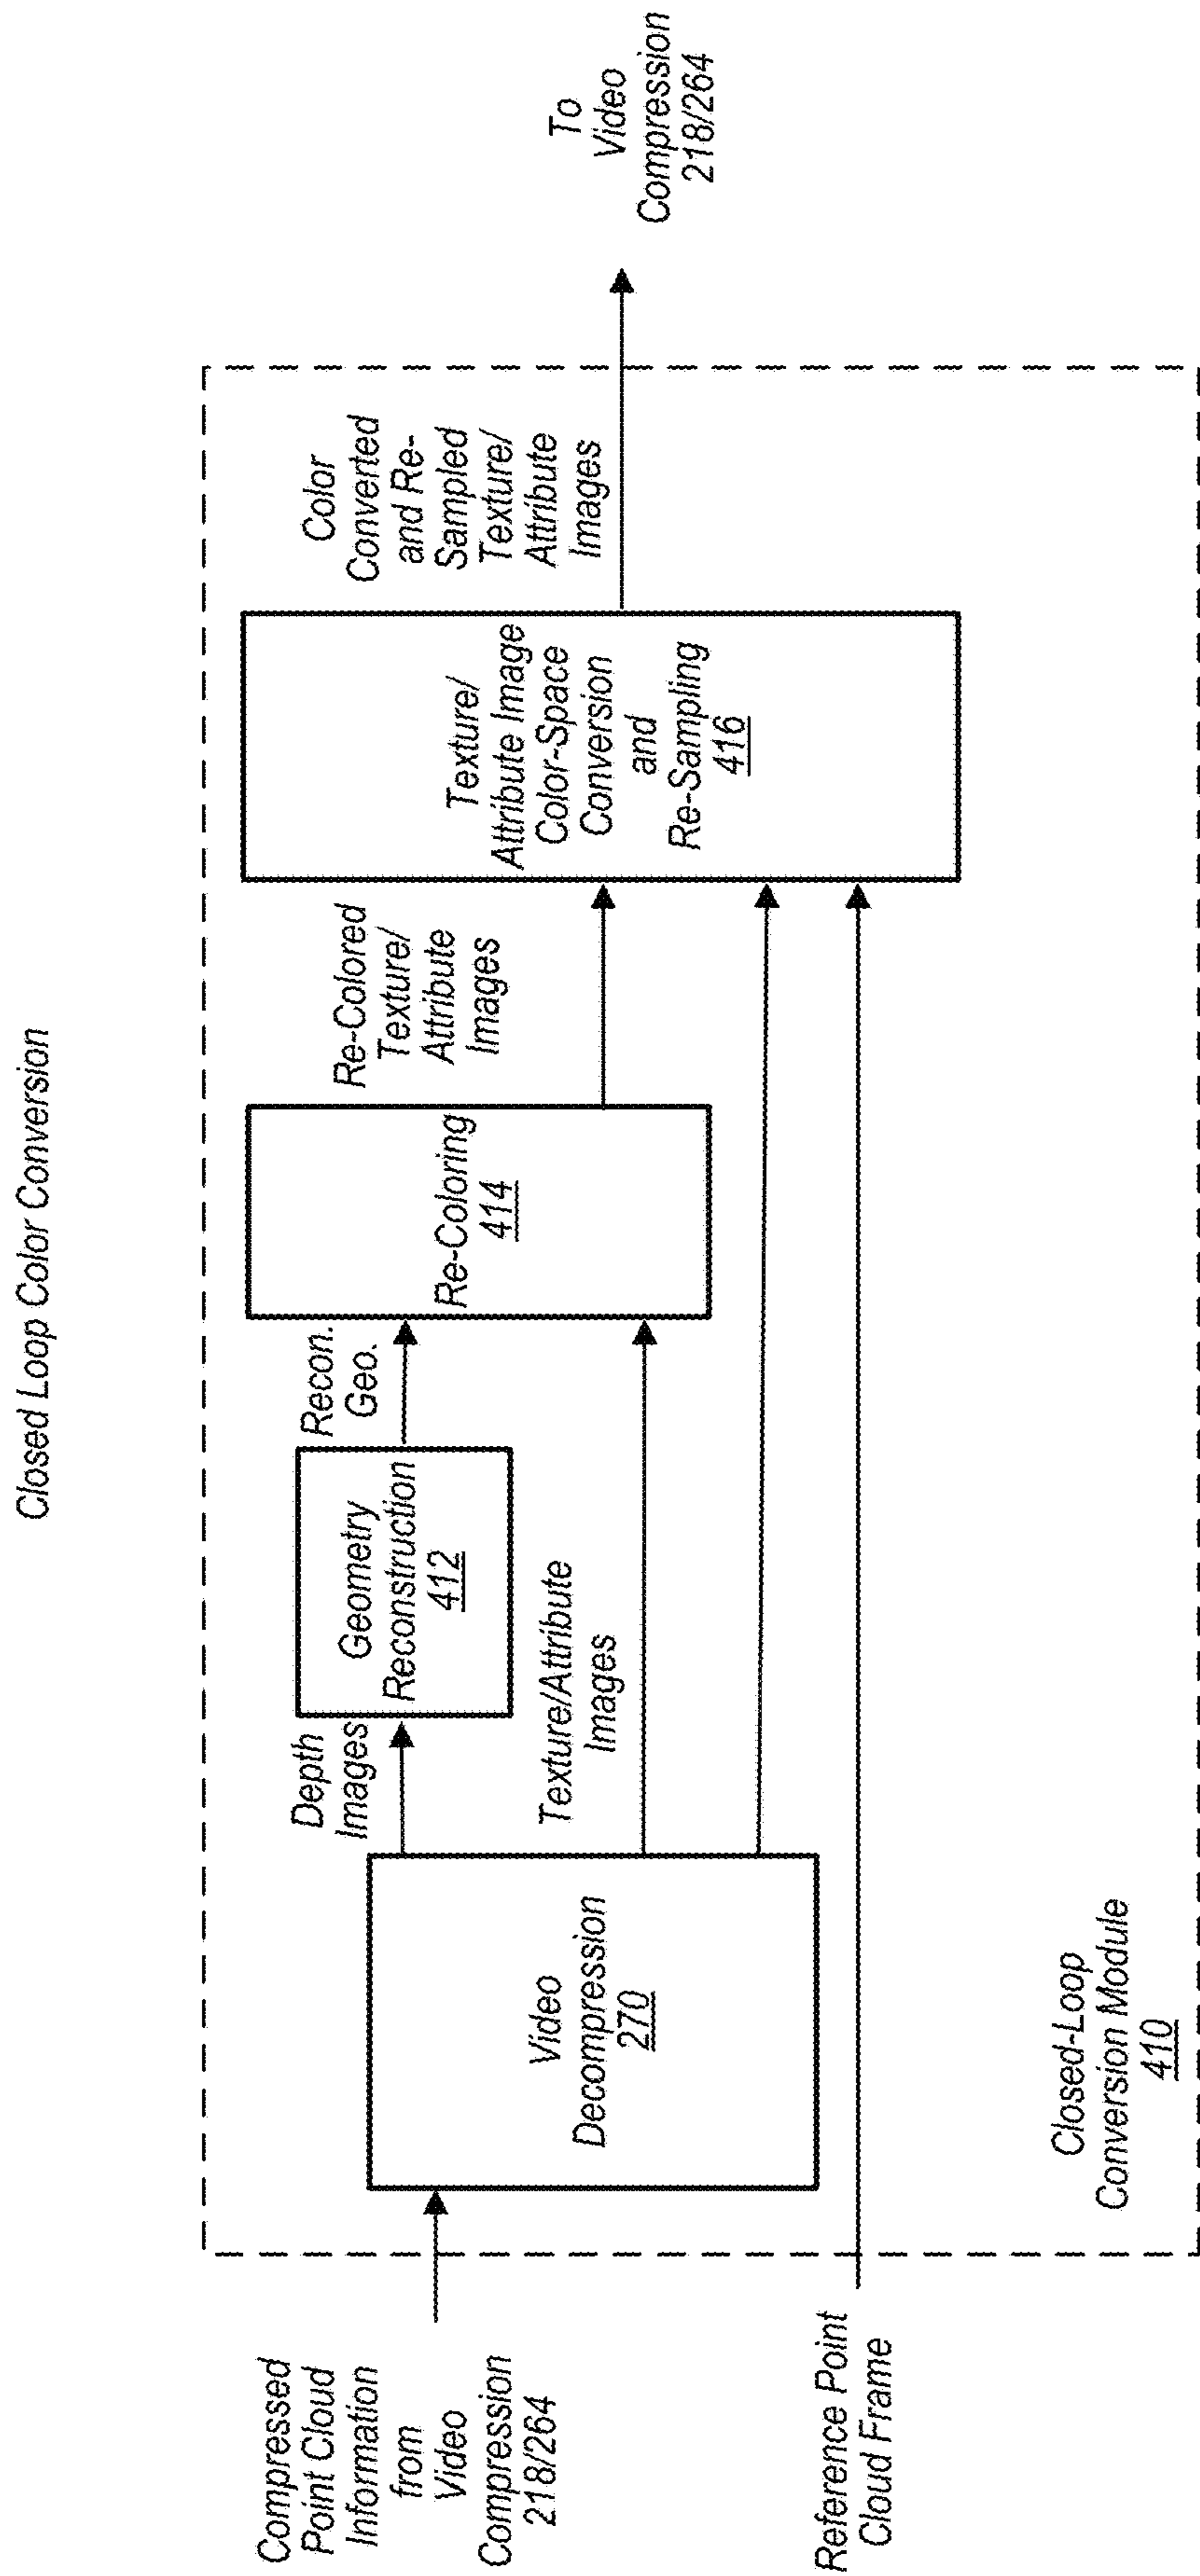 Closed Loop Color Conversion
Compressed
Point Cloud
Information
from
Video
Compression
218/264
Reference Point
Cloud Frame
Video
Decompression
270
Depth
Images
Texture/Attribute
Images
Geometry
Reconstruction
412
Recon.
Geo.
Re-Coloring
414
Re-Colored
Texture/
Attribute
Images
Texture/
Attribute Image
Color-Space
Conversion
and
Re-Sampling
416
Color
Converted
and Re-
Sampled
Texture/
Attribute
Images
To
Video
Compression
218/264
Closed-Loop
Conversion Module
410